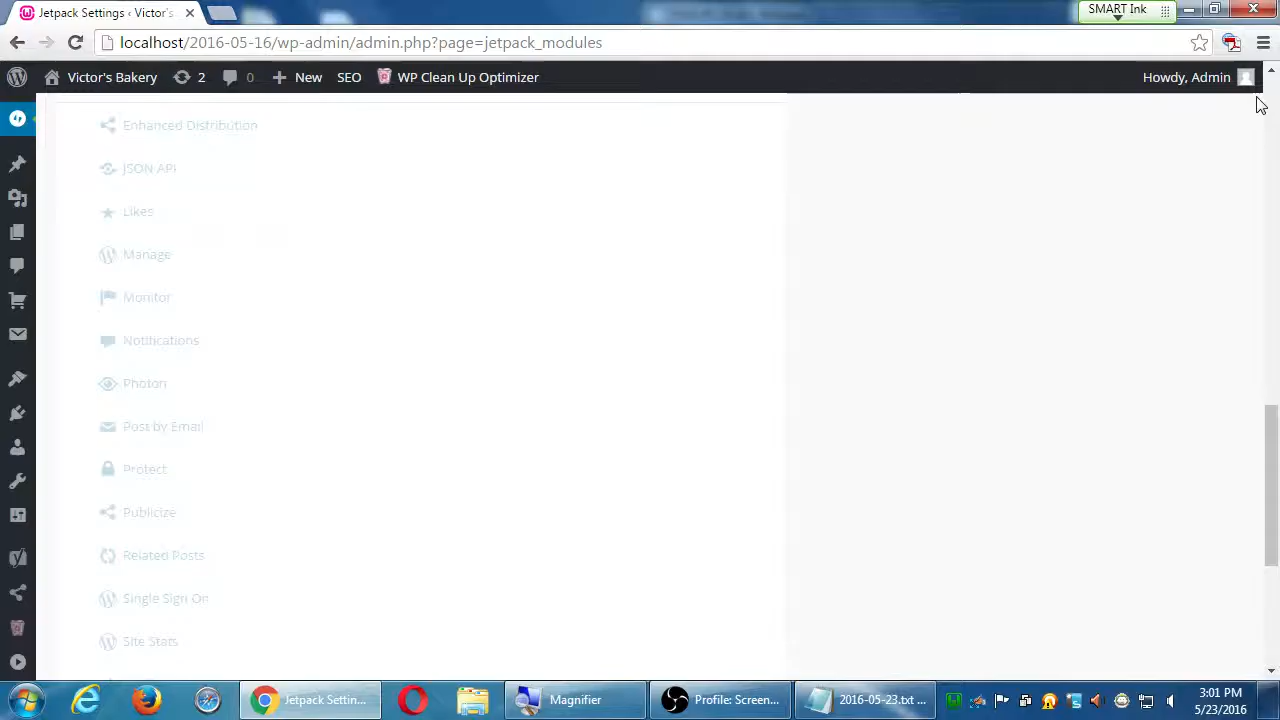 Jetpack Settings ‹ Victor's
SMART Ink
localhost/2016-05-16/wp-admin/admin.php?page=jetpack_modules
Victor's Bakery 2 0 New SEO WP Clean Up Optimizer Howdy, Admin
Enhanced Distribution
JSON API
Likes
Manage
Monitor
Notifications
Photon
Post by Email
Protect
Publicize
Related Posts
Single Sign On
Site Stats
Jetpack Settin... Magnifier Profile: Screen... 2016-05-23.txt ... 3:01 PM
5/23/2016